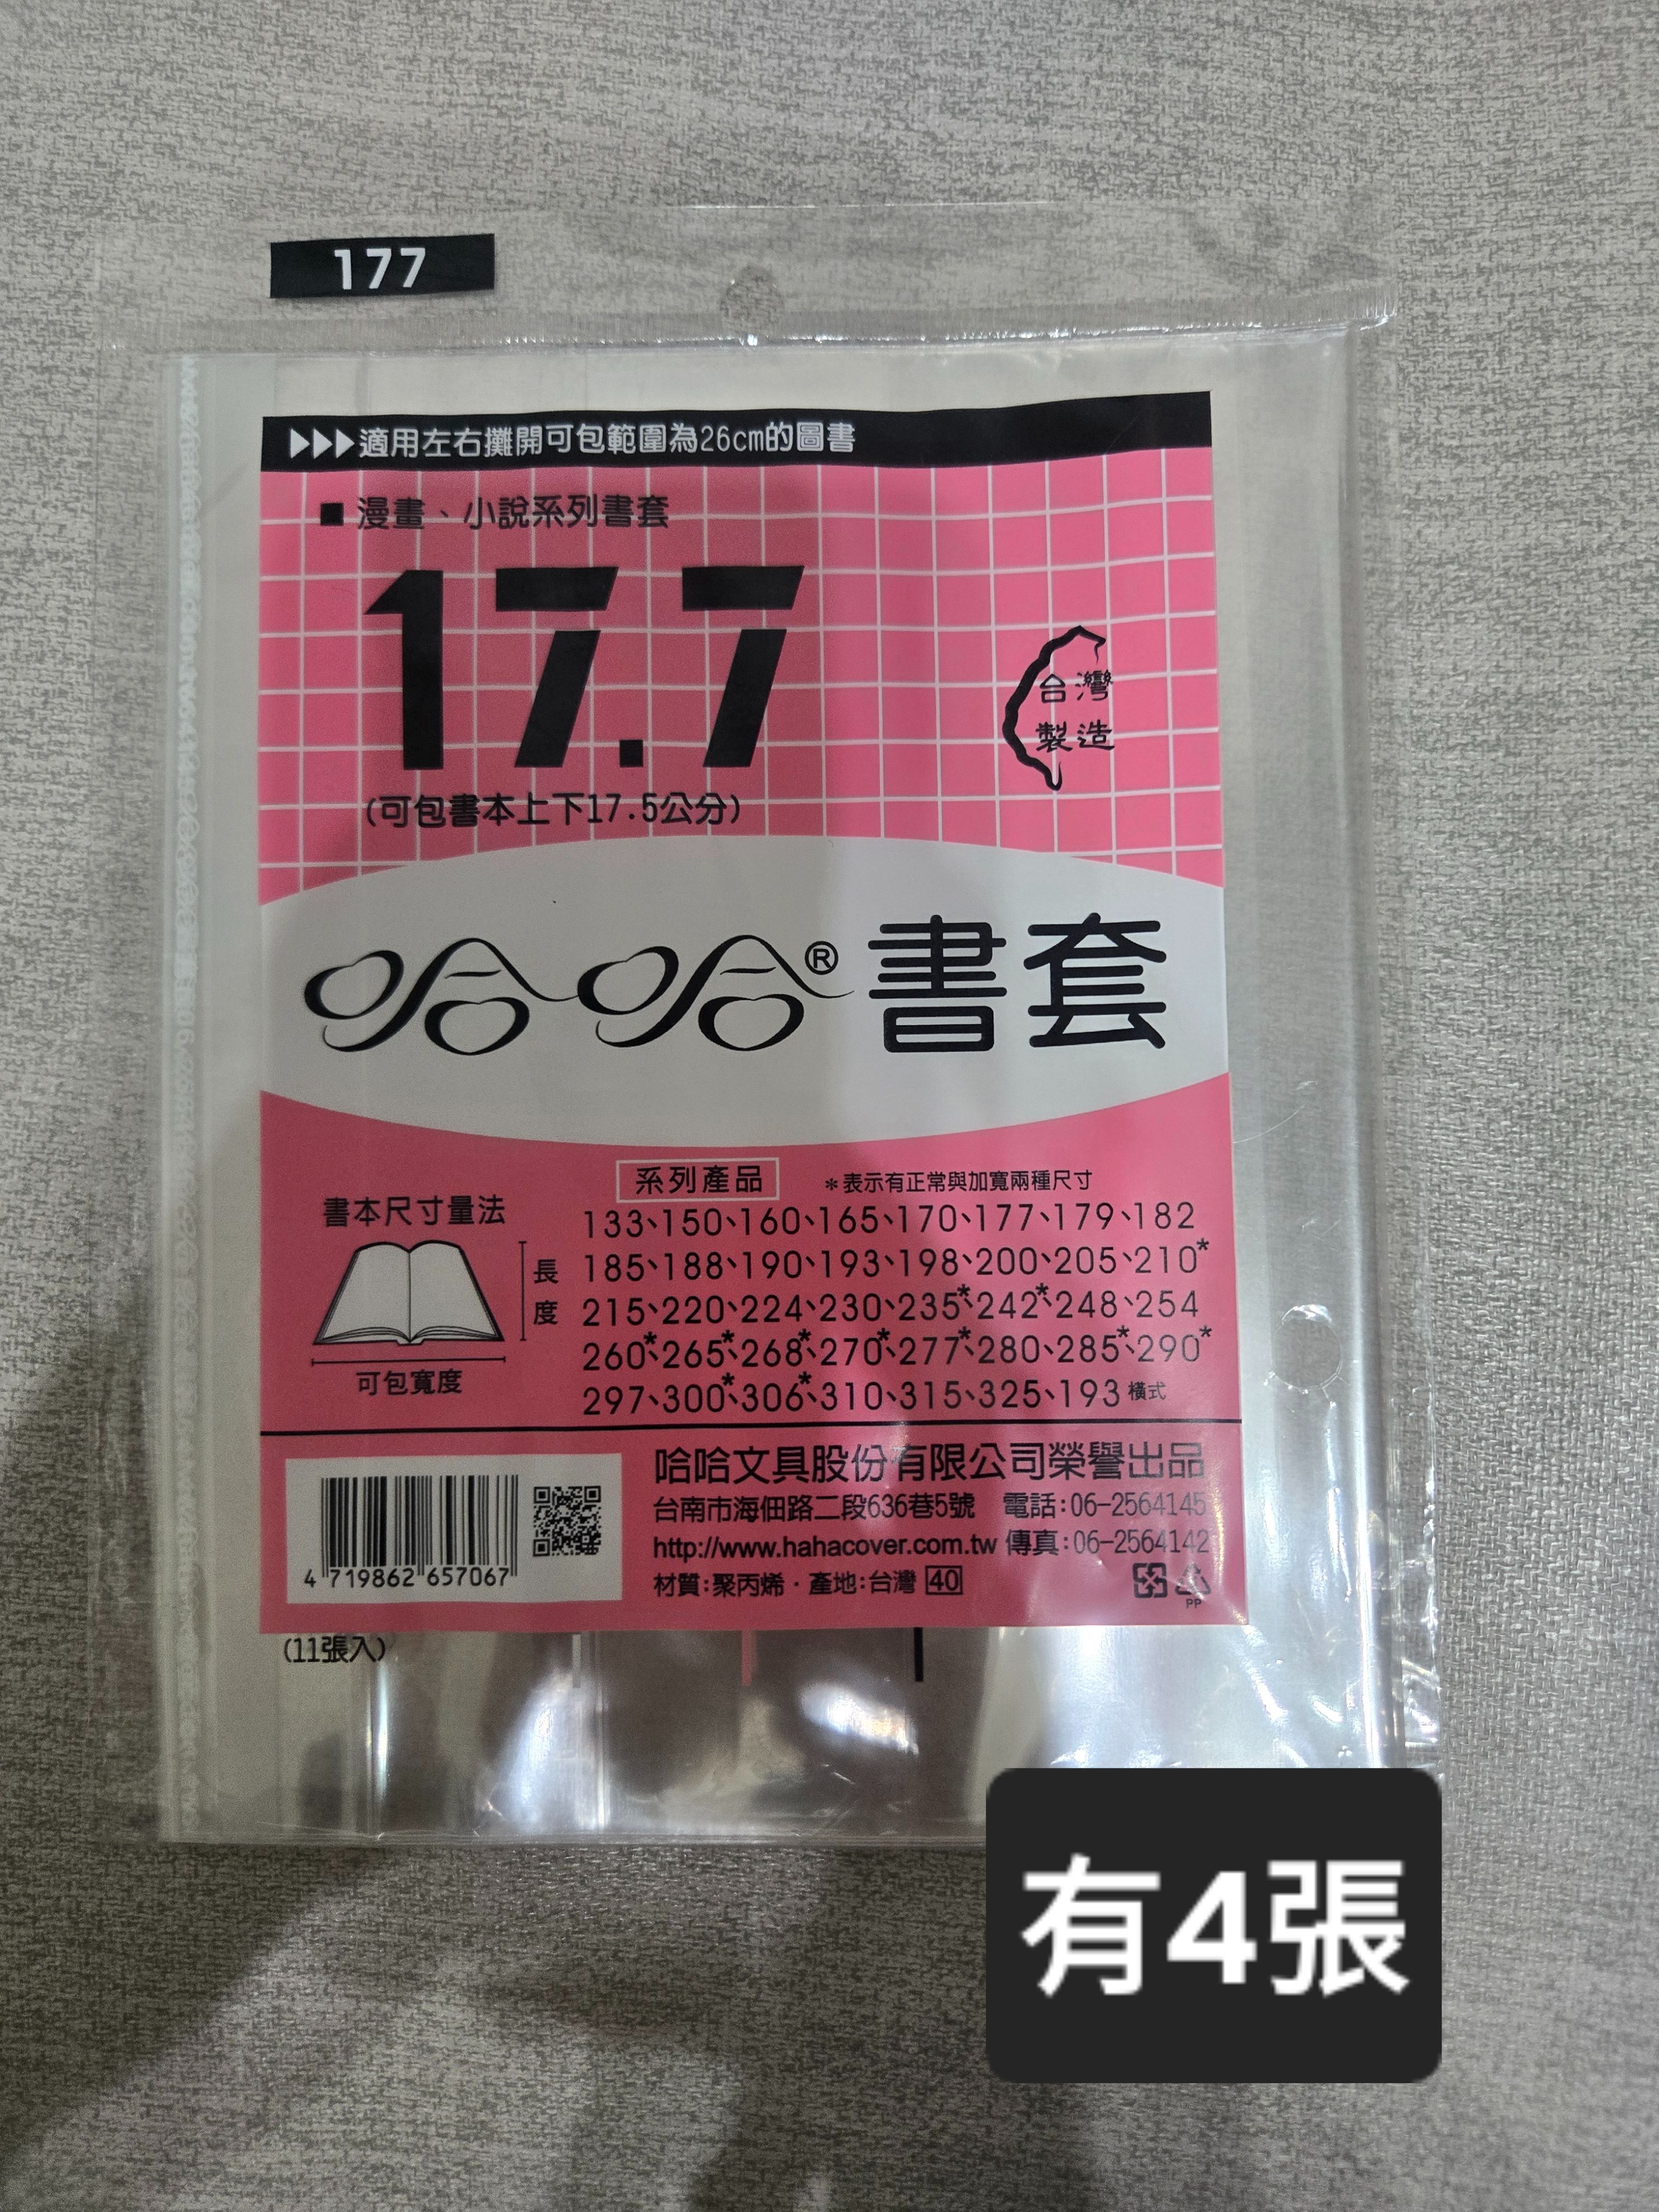 177
▶▶▶適用左右攤開可包範圍為26cm的圖書
■ 漫畫、小說系列書套
17.7
台灣
製造
(可包書本上下17.5公分)
哈哈®書套
系列產品
*表示有正常與加寬兩種尺寸
書本尺寸量法
長度
可包寬度
133、150、160、165、170、177、179、182
185、188、190、193、198、200、205、210*
215、220、224、230、235*、242*、248、254
260*、265*、268*、270*、277*、280、285*、290*
297、300*、306*、310、315、325、193 橫式
哈哈文具股份有限公司榮譽出品
台南市海佃路二段636巷5號 電話:06-2564145
http://www.hahacover.com.tw 傳真:06-2564142
材質:聚丙烯・產地:台灣 40
PP
4 719862 657067
(11張入)
有4張